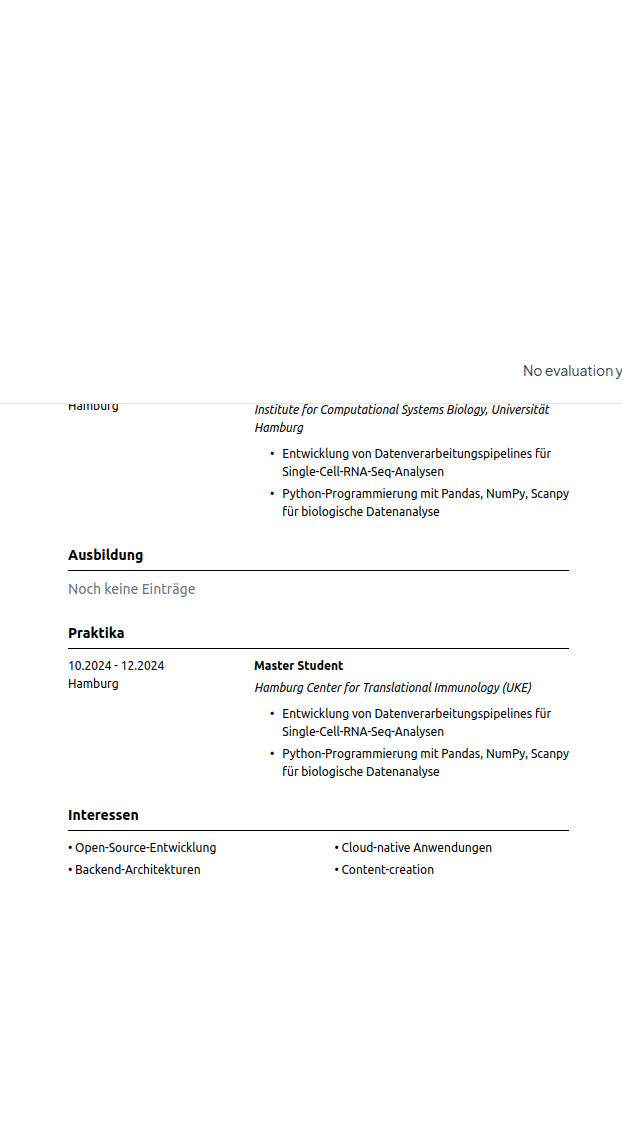 No evaluation y
Hamburg
Institute for Computational Systems Biology, Universität
Hamburg
• Entwicklung von Datenverarbeitungspipelines für
Single-Cell-RNA-Seq-Analysen
• Python-Programmierung mit Pandas, NumPy, Scanpy
für biologische Datenanalyse
Ausbildung
Noch keine Einträge
Praktika
10.2024 - 12.2024
Hamburg
Master Student
Hamburg Center for Translational Immunology (UKE)
• Entwicklung von Datenverarbeitungspipelines für
Single-Cell-RNA-Seq-Analysen
• Python-Programmierung mit Pandas, NumPy, Scanpy
für biologische Datenanalyse
Interessen
• Open-Source-Entwicklung
• Cloud-native Anwendungen
• Backend-Architekturen
• Content-creation